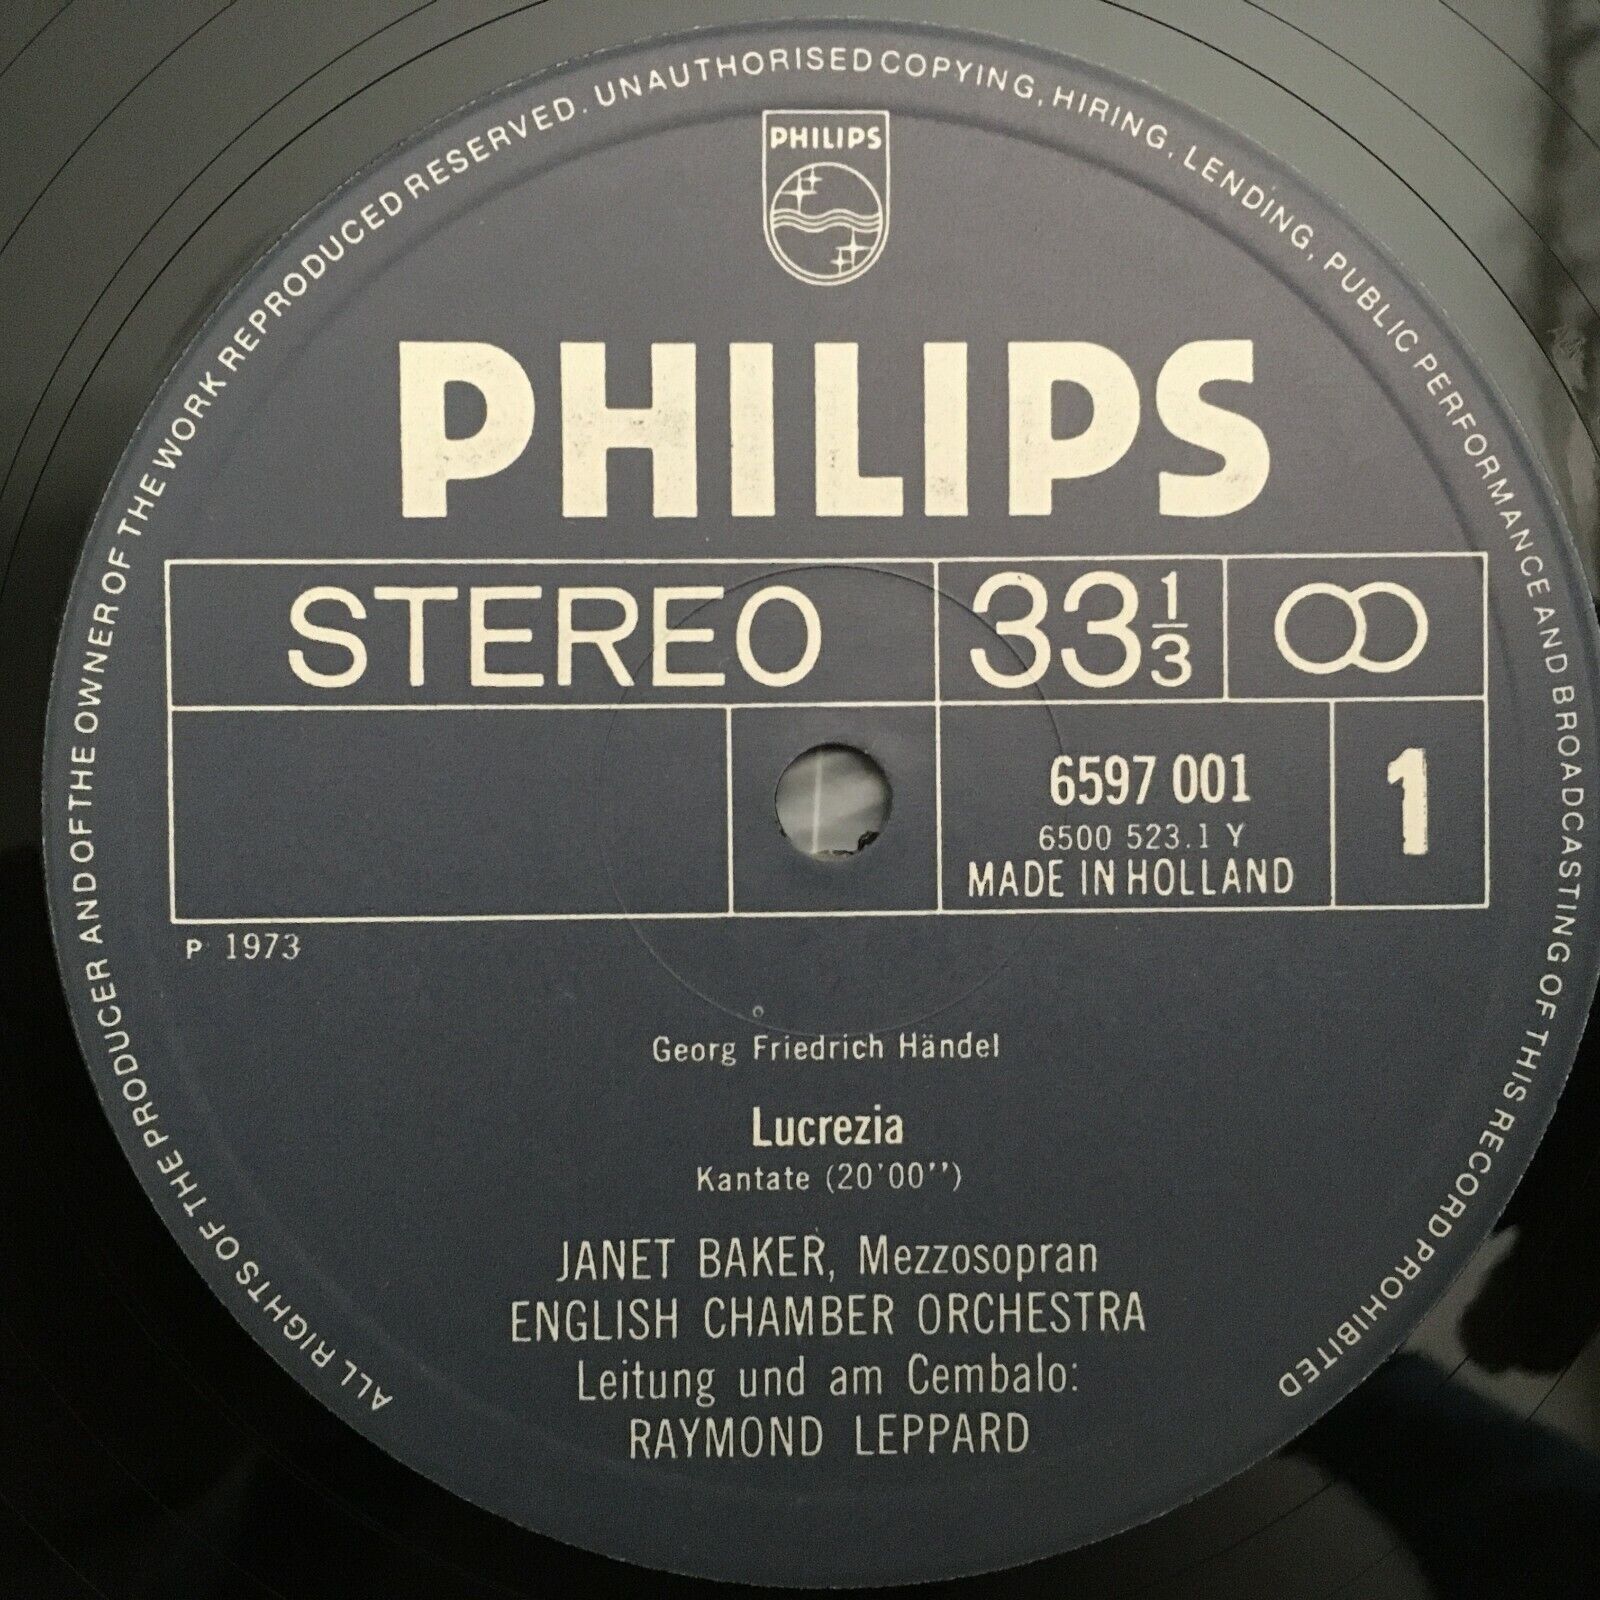 ALL RIGHTS OF THE PRODUCER AND OF THE OWNER OF THE WORK REPRODUCED RESERVED. UNAUTHORISED COPYING, HIRING, LENDING, PUBLIC PERFORMANCE AND BROADCASTING OF THIS RECORD PROHIBITED
PHILIPS
PHILIPS
STEREO 33 1/3
6597 001 1
6500 523.1 Y
MADE IN HOLLAND
P 1973
Georg Friedrich Händel
Lucrezia
Kantate (20'00'')
JANET BAKER, Mezzosopran
ENGLISH CHAMBER ORCHESTRA
Leitung und am Cembalo:
RAYMOND LEPPARD